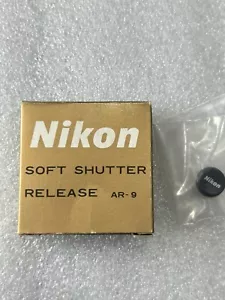 Nikon
SOFT SHUTTER
RELEASE AR-9
Nikon